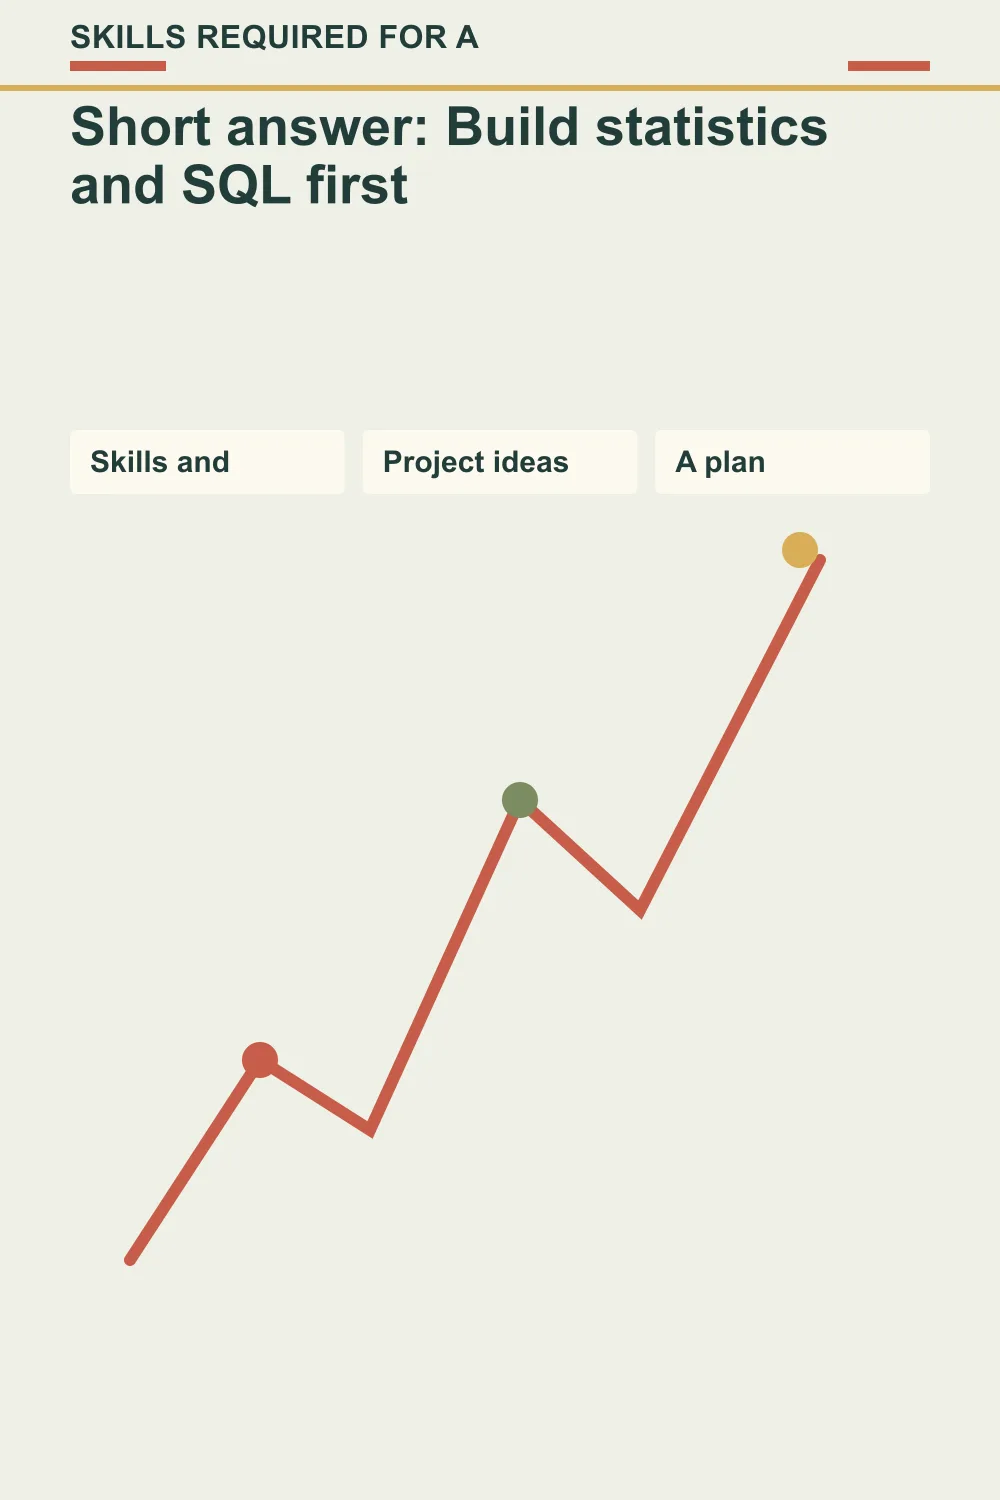 SKILLS REQUIRED FOR A
Short answer: Build statistics
and SQL first
Skills and
Project ideas
A plan